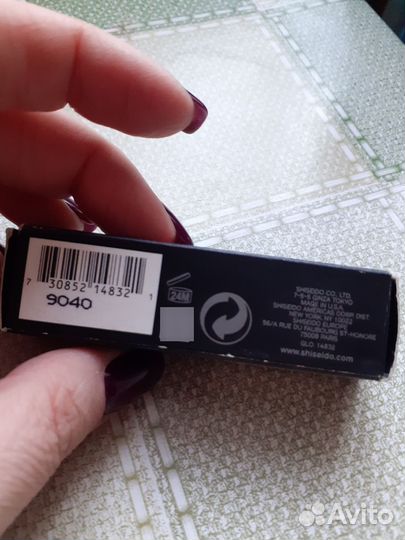 7 30852 14832 1
9040
24M
SHISEIDO CO., LTD.
7-5-5 GINZA TOKYO
MADE IN U.S.A.
SHISEIDO AMERICAS CORP. DIST.
NEW YORK, NY 10022
SHISEIDO EUROPE
56/A RUE DU FAUBOURG ST-HONORE
75008 PARIS
GLO. 14832
www.shiseido.com
Avito